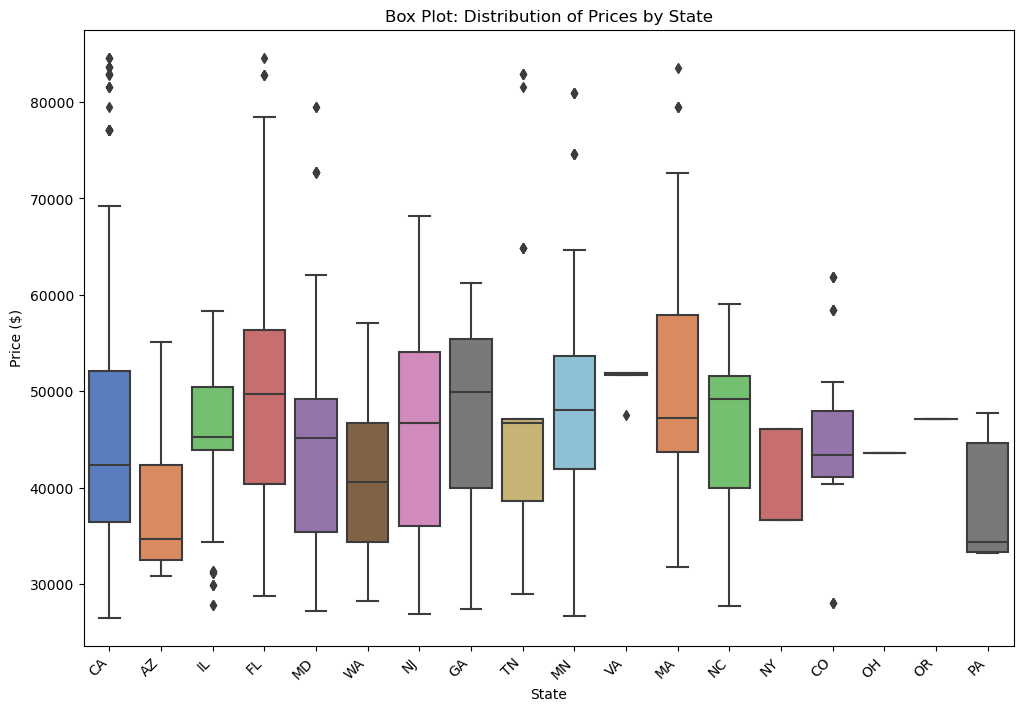 Box Plot: Distribution of Prices by State
Price ($)
80000
70000
60000
50000
40000
30000
CA AZ IL FL MD WA NJ GA TN MN VA MA NC NY CO OH OR PA
State